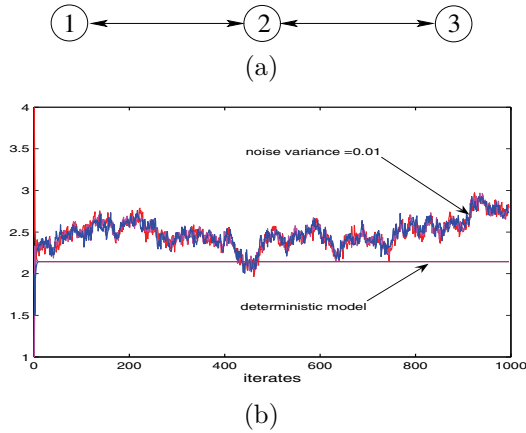 1 2 3
(a)
4
3.5
noise variance =0.01
3
2.5
2
deterministic model
1.5
1
0 200 400 600 800 1000
iterates
(b)